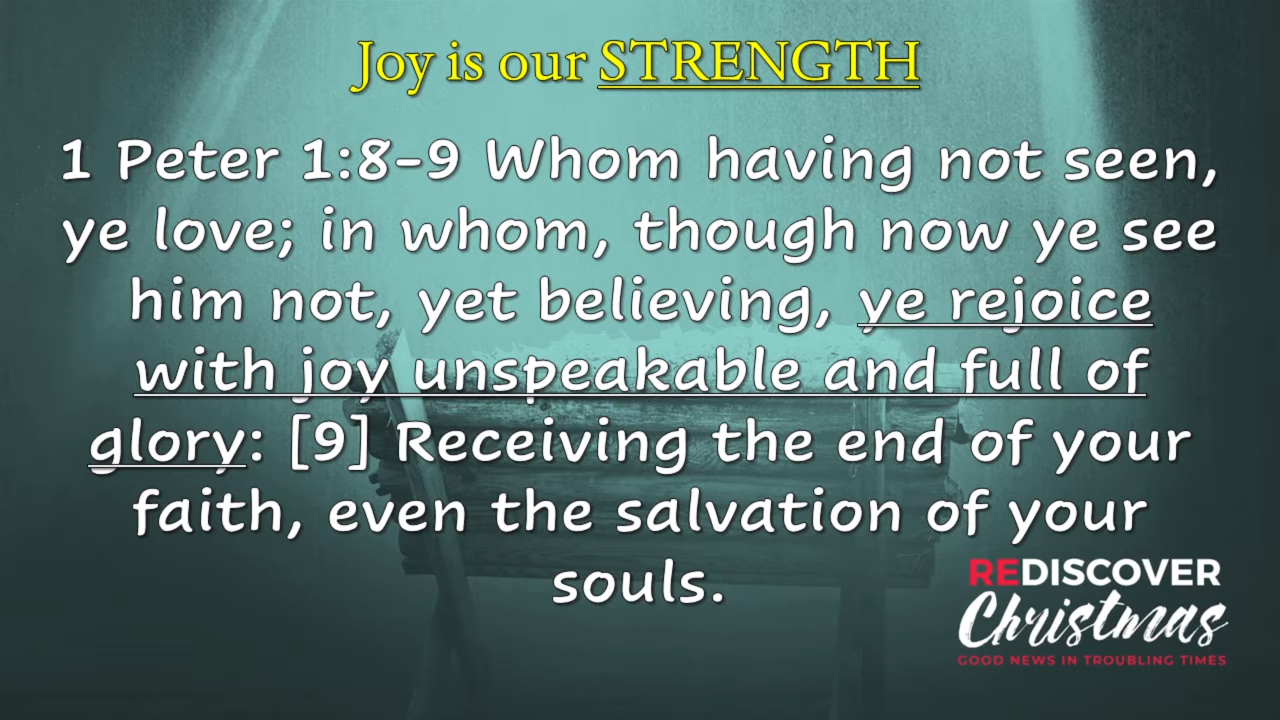 Joy is our STRENGTH
1 Peter 1:8-9 Whom having not seen,
ye love; in whom, though now ye see
him not, yet believing, ye rejoice
with joy unspeakable and full of
glory: [9] Receiving the end of your
faith, even the salvation of your
souls.
REDISCOVER
Christmas
GOOD NEWS IN TROUBLING TIMES